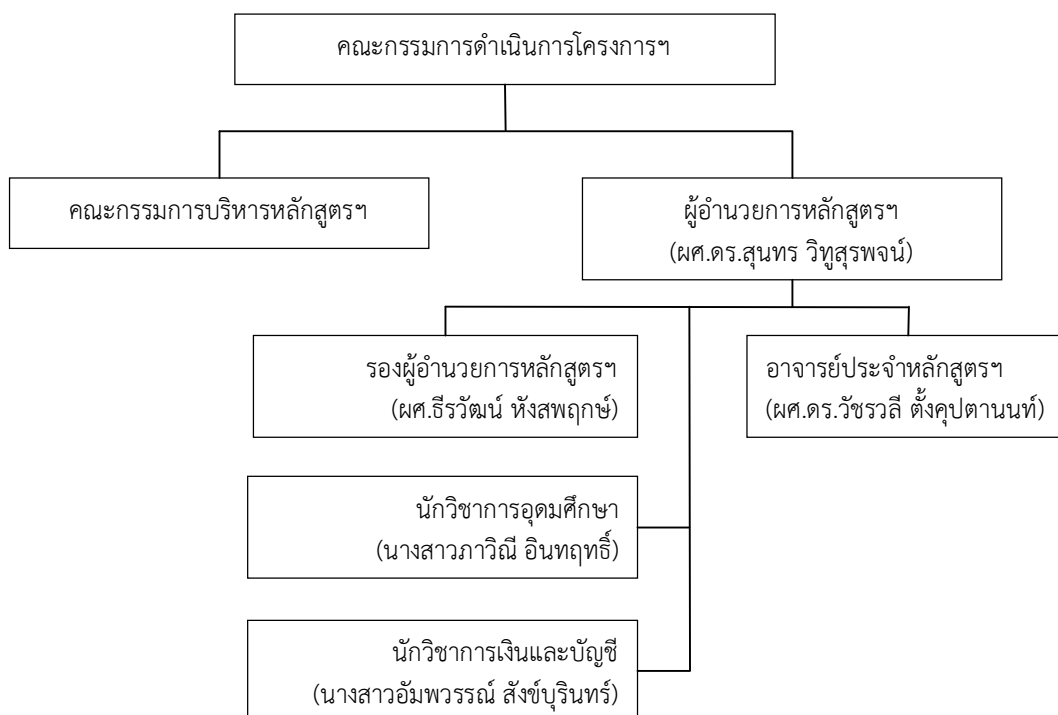 คณะกรรมการดำเนินการโครงการฯ
คณะกรรมการบริหารหลักสูตรฯ
ผู้อำนวยการหลักสูตรฯ
(ผศ.ดร.สุนทร วิทูสุรพจน์)
รองผู้อำนวยการหลักสูตรฯ
(ผศ.ธีรวัฒน์ หังสพฤกษ์)
อาจารย์ประจำหลักสูตรฯ
(ผศ.ดร.วัชรวลี ตั้งคุปตานนท์)
นักวิชาการอุดมศึกษา
(นางสาวภาวิณี อินทฤทธิ์)
นักวิชาการเงินและบัญชี
(นางสาวอัมพวรรณ์ สังข์บุรินทร์)